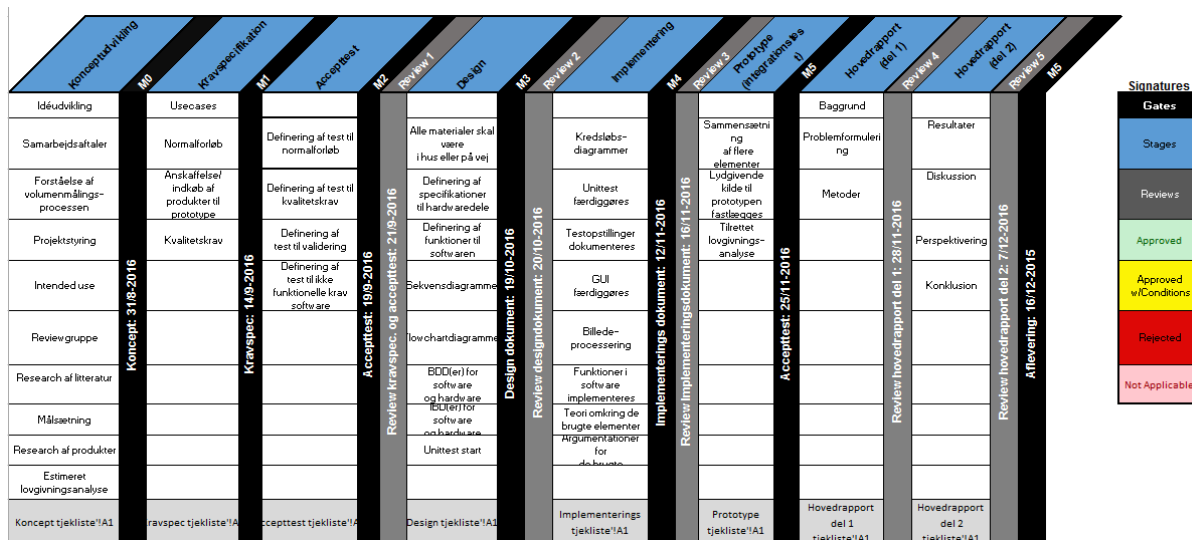 Konceptudvikling
M0
Kravspecifikation
M1
Accepttest
M2
Review 1
Design
M3
Review 2
Implementering
M4
Review 3
Prototype
(integrationstes
t)
M5
Hovedrapport
(del 1)
Review 4
Hovedrapport
(del 2)
Review 5
M5
Idéudvikling
Samarbejdsaftaler
Forståelse af
volumenmålings-
processen
Projektstyring
Intended use
Reviewgruppe
Research af litteratur
Målsætning
Research af produkter
Estimeret
lovgivningsanalyse
Koncept tjekliste'!A1
Koncept: 31/8-2016
Usecases
Normalforløb
Anskaffelse/
indkøb af
produkter til
prototype
Kvalitetskrav
kravspec tjekliste'!A
Kravspec: 14/9-2016
Definering af test til
normalforløb
Definering af test til
kvalitetskrav
Definering af
test til validering
Definering af
test til ikke
funktionelle krav
software
ccepttest tjekliste'!A
Accepttest: 19/9-2016
Review kravspec. og accepttest: 21/9-2016
Alle materialer skal
være
i hus eller på vej
Definering af
specifikationer
til hardwaredele
Definering af
funktioner til
softwaren
Sekvensdiagramme
Flowchartdiagramme
BDD(er) for
software
og hardware
IBD(er) for
software
og hardware
Unittest start
Design tjekliste'!A1
Design dokument: 19/10-2016
Review designdokument: 20/10-2016
Kredsløbs-
diagrammer
Unittest
færdiggøres
Testopstillinger
dokumenteres
GUI
færdiggøres
Billede-
processering
Funktioner i
software
implementeres
Teori omkring de
brugte elementer
Argumentationer
for
de brugte
Implementerings
tjekliste'!A1
Implementerings dokument: 12/11-2016
Review Implementeringsdokument: 16/11-2016
Sammensætni
ng
af flere
elementer
Lydgivende
kilde til
prototypen
fastlægges
Tilrettet
lovgivnings-
analyse
Prototype
tjekliste'!A1
Accepttest: 25/11-2016
Baggrund
Problemformuleri
ng
Metoder
Hovedrapport
del 1
tjekliste'!A1
Review hovedrapport del 1: 28/11-2016
Resultater
Diskussion
Perspektivering
Konklusion
Hovedrapport
del 2
tjekliste'!A1
Review hovedrapport del 2: 7/12-2016
Aflevering: 16/12-2015
Signatures
Gates
Stages
Reviews
Approved
Approved
w/Conditions
Rejected
Not Applicable